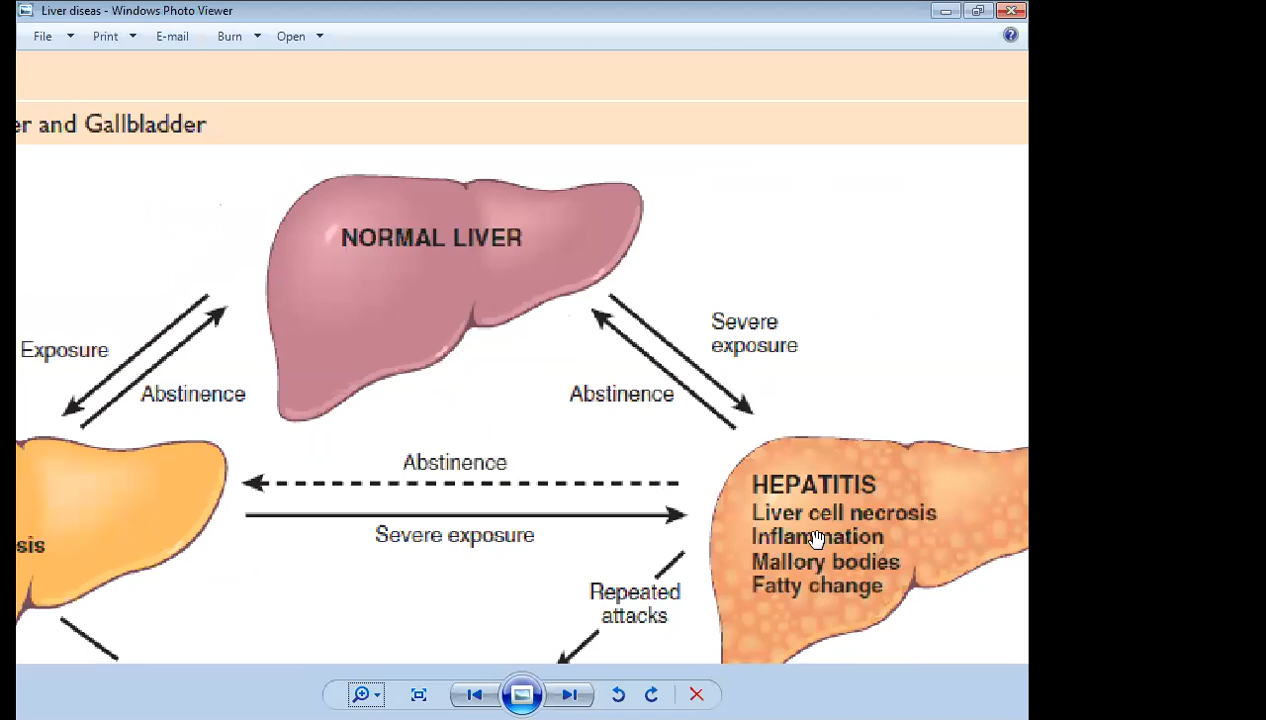 Liver diseas - Windows Photo Viewer
File Print E-mail Burn Open
er and Gallbladder
NORMAL LIVER
Severe
exposure
Exposure
Abstinence
Abstinence
Abstinence
Severe exposure
HEPATITIS
Liver cell necrosis
Inflammation
Mallory bodies
Fatty change
sis
Repeated
attacks